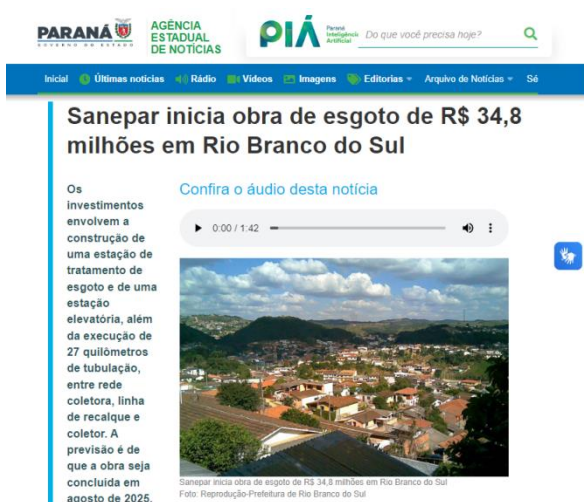 PARANÁ
GOVERNO DO ESTADO
AGÊNCIA
ESTADUAL
DE NOTÍCIAS
PIÁ
Paraná
Inteligência
Artificial
Do que você precisa hoje?
Inicial Últimas notícias Rádio Vídeos Imagens Editorias Arquivo de Notícias Sé
Sanepar inicia obra de esgoto de R$ 34,8
milhões em Rio Branco do Sul
Os
investimentos
envolvem a
construção de
uma estação de
tratamento de
esgoto e de uma
estação
elevatória, além
da execução de
27 quilômetros
de tubulação,
entre rede
coletora, linha
de recalque e
coletor. A
previsão é de
que a obra seja
concluída em
agosto de 2025.
Confira o áudio desta notícia
0:00 / 1:42
Sanepar inicia obra de esgoto de R$ 34,8 milhões em Rio Branco do Sul
Foto: Reprodução-Prefeitura de Rio Branco do Sul